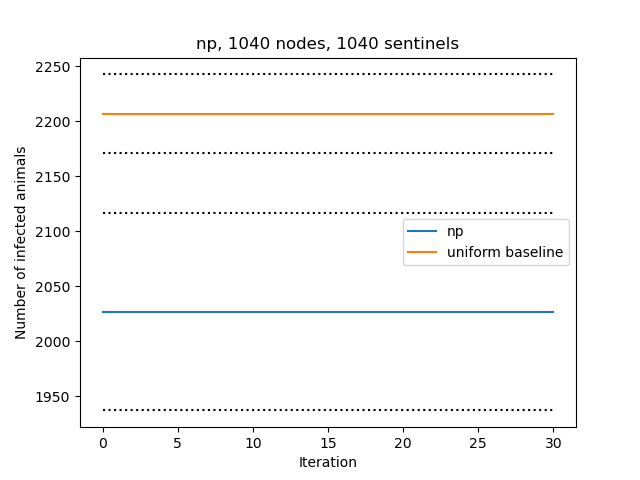 np, 1040 nodes, 1040 sentinels
2250
2200
2150
2100
2050
2000
1950
Number of infected animals
np
uniform baseline
0 5 10 15 20 25 30
Iteration